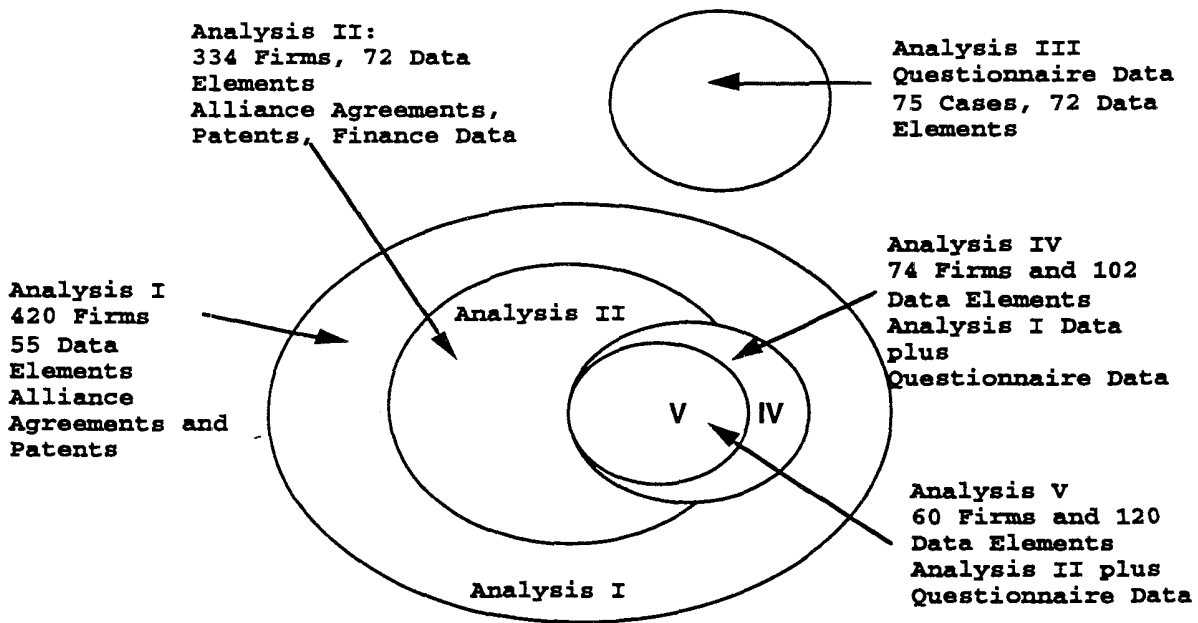 Analysis II:
334 Firms, 72 Data
Elements
Alliance Agreements,
Patents, Finance Data
Analysis III
Questionnaire Data
75 Cases, 72 Data
Elements
Analysis I
420 Firms
55 Data
Elements
Alliance
Agreements and
Patents
Analysis II
Analysis IV
74 Firms and 102
Data Elements
Analysis I Data
plus
Questionnaire Data
V
IV
Analysis V
60 Firms and 120
Data Elements
Analysis II plus
Questionnaire Data
Analysis I